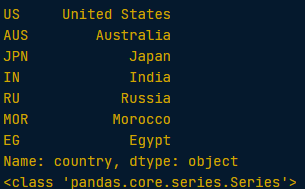 US     United States
AUS        Australia
JPN            Japan
IN             India
RU            Russia
MOR          Morocco
EG             Egypt
Name: country, dtype: object
<class 'pandas.core.series.Series'>